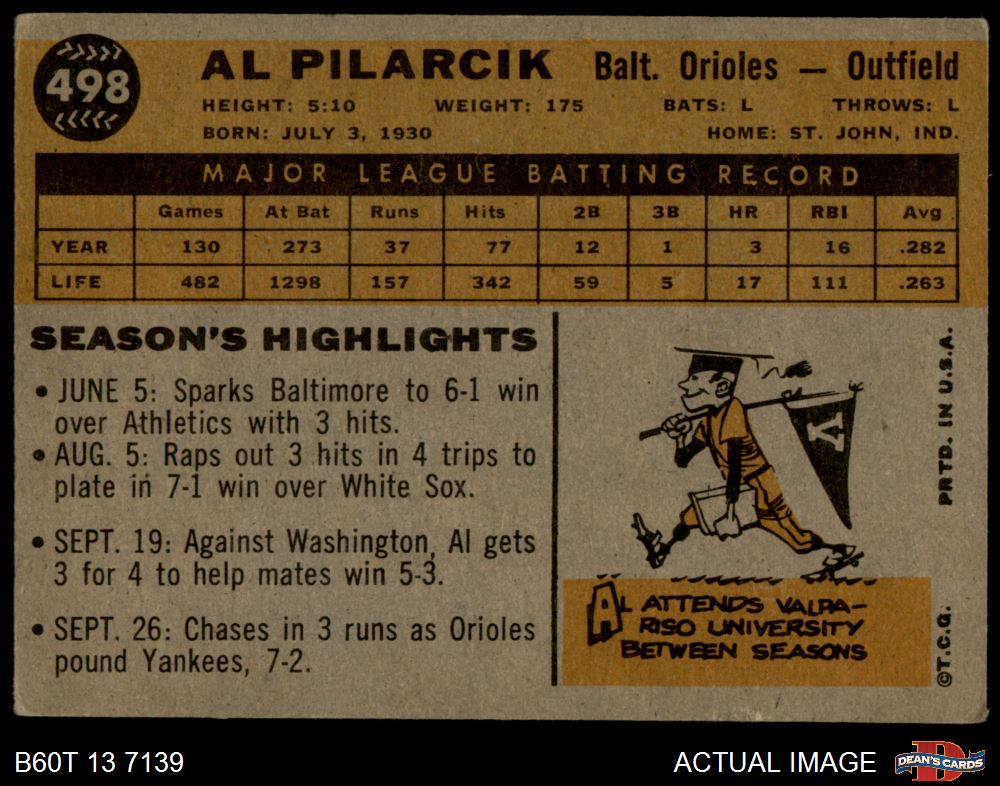 498
AL PILARCIK Balt. Orioles — Outfield
HEIGHT: 5:10 WEIGHT: 175 BATS: L THROWS: L
BORN: JULY 3, 1930 HOME: ST. JOHN, IND.
MAJOR LEAGUE BATTING RECORD
Games At Bat Runs Hits 2B 3B HR RBI Avg
YEAR 130 273 37 77 12 1 3 16 .282
LIFE 482 1298 157 342 59 5 17 111 .263
SEASON'S HIGHLIGHTS
• JUNE 5: Sparks Baltimore to 6-1 win
over Athletics with 3 hits.
• AUG. 5: Raps out 3 hits in 4 trips to
plate in 7-1 win over White Sox.
• SEPT. 19: Against Washington, Al gets
3 for 4 to help mates win 5-3.
• SEPT. 26: Chases in 3 runs as Orioles
pound Yankees, 7-2.
V
AL ATTENDS VALPA-
RISO UNIVERSITY
BETWEEN SEASONS
©T.C.G. PRTD. IN U.S.A.
B60T 13 7139 ACTUAL IMAGE
D
DEAN'S CARDS